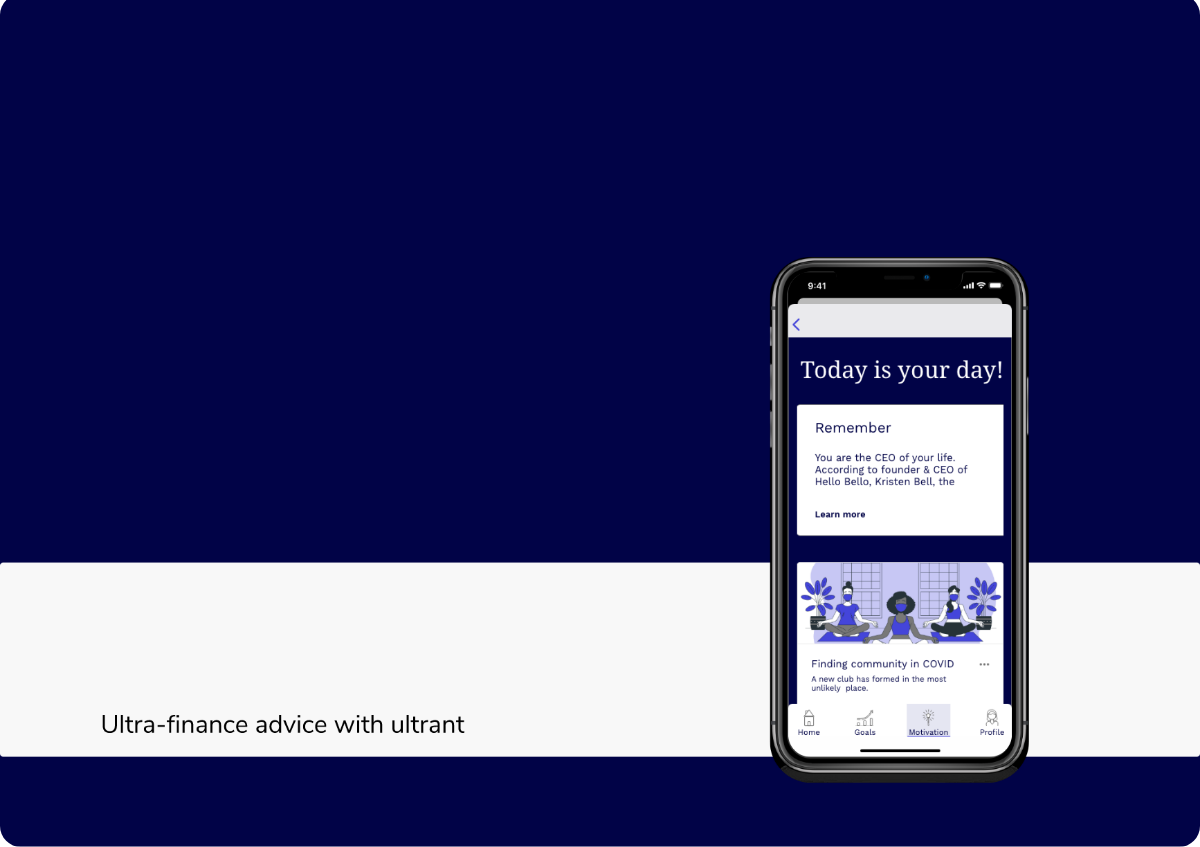 9:41
Today is your day!
Remember
You are the CEO of your life.
According to founder & CEO of
Hello Bello, Kristen Bell, the
Learn more
Finding community in COVID
A new club has formed in the most
unlikely place.
Home Goals Motivation Profile
Ultra-finance advice with ultrant